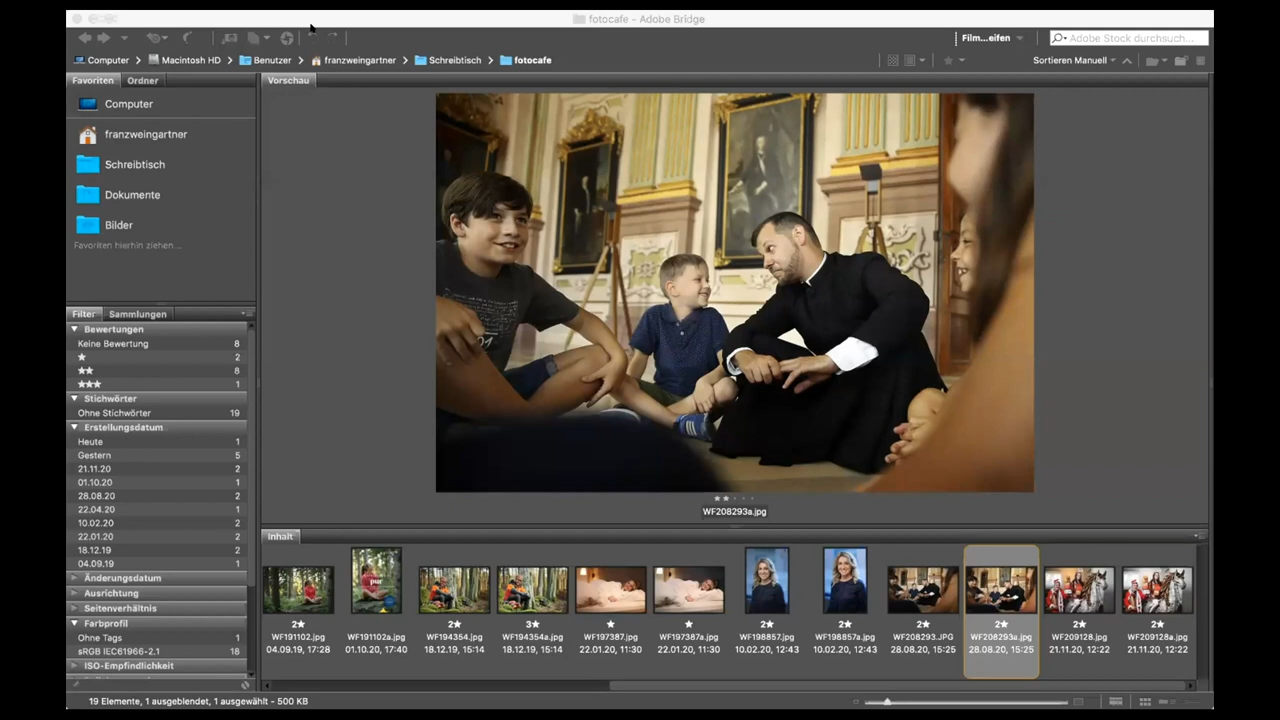 fotocafe – Adobe Bridge
Film...eifen
Adobe Stock durchsuch...
Computer > Macintosh HD > Benutzer > franzweingartner > Schreibtisch > fotocafe
Sortieren Manuell
Favoriten Ordner
Computer
franzweingartner
Schreibtisch
Dokumente
Bilder
Favoriten hierhin ziehen...
Filter Sammlungen
Bewertungen
Keine Bewertung 8
★ 2
★★ 8
★★★ 1
Stichwörter
Ohne Stichwörter 19
Erstellungsdatum
Heute 1
Gestern 5
21.11.20 2
01.10.20 1
28.08.20 2
22.04.20 1
10.02.20 2
22.01.20 2
18.12.19 2
04.09.19 1
Änderungsdatum
Ausrichtung
Seitenverhältnis
Farbprofil
Ohne Tags 1
sRGB IEC61966-2.1 18
ISO-Empfindlichkeit
Vorschau
★★
WF208293a.jpg
Inhalt
pur
2★ 2★ 3★ ★ ★ 2★ 2★ 2★ 2★ 2★ 2★
WF191102.jpg WF191102a.jpg WF194354.jpg WF194354a.jpg WF197387.jpg WF197387a.jpg WF198857.jpg WF198857a.jpg WF208293.JPG WF208293a.jpg WF209128.jpg WF209128a.jpg
04.09.19, 17:28 01.10.20, 17:40 18.12.19, 15:14 18.12.19, 15:14 22.01.20, 11:30 22.01.20, 11:30 10.02.20, 12:43 10.02.20, 12:43 28.08.20, 15:25 28.08.20, 15:25 21.11.20, 12:22 21.11.20, 12:22
19 Elemente, 1 ausgeblendet, 1 ausgewählt - 500 KB